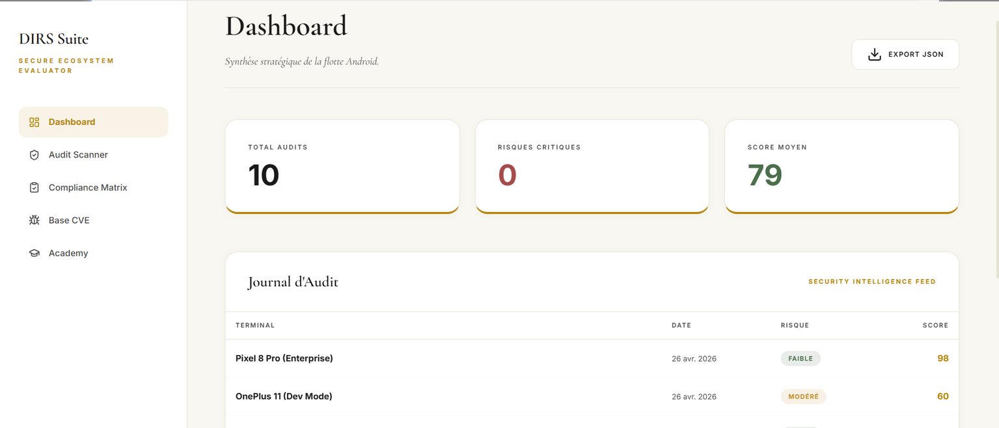 DIRS Suite
SECURE ECOSYSTEM
EVALUATOR
Dashboard
Audit Scanner
Compliance Matrix
Base CVE
Academy
Dashboard
Synthèse stratégique de la flotte Android.
EXPORT JSON
TOTAL AUDITS
10
RISQUES CRITIQUES
0
SCORE MOYEN
79
Journal d'Audit
SECURITY INTELLIGENCE FEED
TERMINAL DATE RISQUE SCORE
Pixel 8 Pro (Enterprise) 26 avr. 2026 FAIBLE 98
OnePlus 11 (Dev Mode) 26 avr. 2026 MODÉRÉ 60